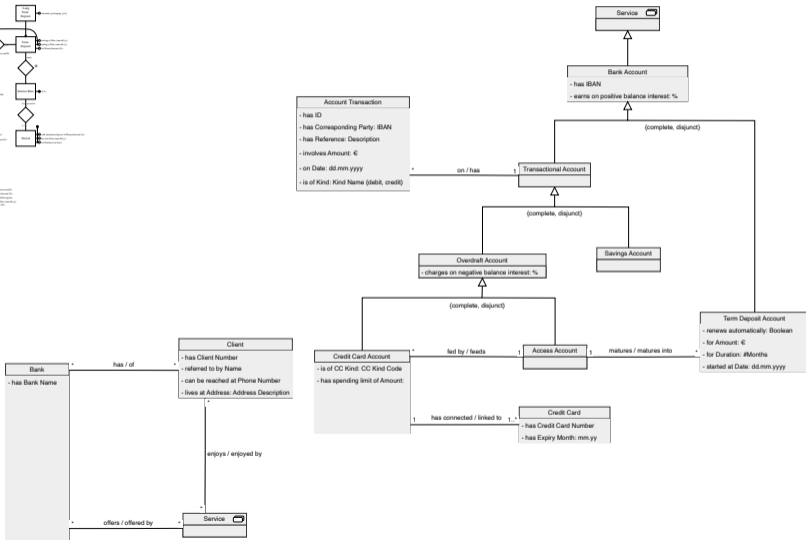 Service
Bank Account
- has IBAN
- earns on positive balance interest: %
(complete, disjunct)
Account Transaction
- has ID
- has Corresponding Party: IBAN
- has Reference: Description
- involves Amount: €
- on Date: dd.mm.yyyy
- is of Kind: Kind Name (debit, credit)
*
on / has
1
Transactional Account
(complete, disjunct)
Overdraft Account
- charges on negative balance interest: %
Savings Account
(complete, disjunct)
Term Deposit Account
- renews automatically: Boolean
- for Amount: €
- for Duration: #Months
- started at Date: dd.mm.yyyy
Credit Card Account
- is of CC Kind: CC Kind Code
- has spending limit of Amount:
*
fed by / feeds
1
Access Account
1
matures / matures into
*
1
has connected / linked to
1..*
Credit Card
- has Credit Card Number
- has Expiry Month: mm.yy
Bank
- has Bank Name
*
has / of
*
Client
- has Client Number
- referred to by Name
- can be reached at Phone Number
- lives at Address: Address Description
*
enjoys / enjoyed by
*
*
offers / offered by
*
Service